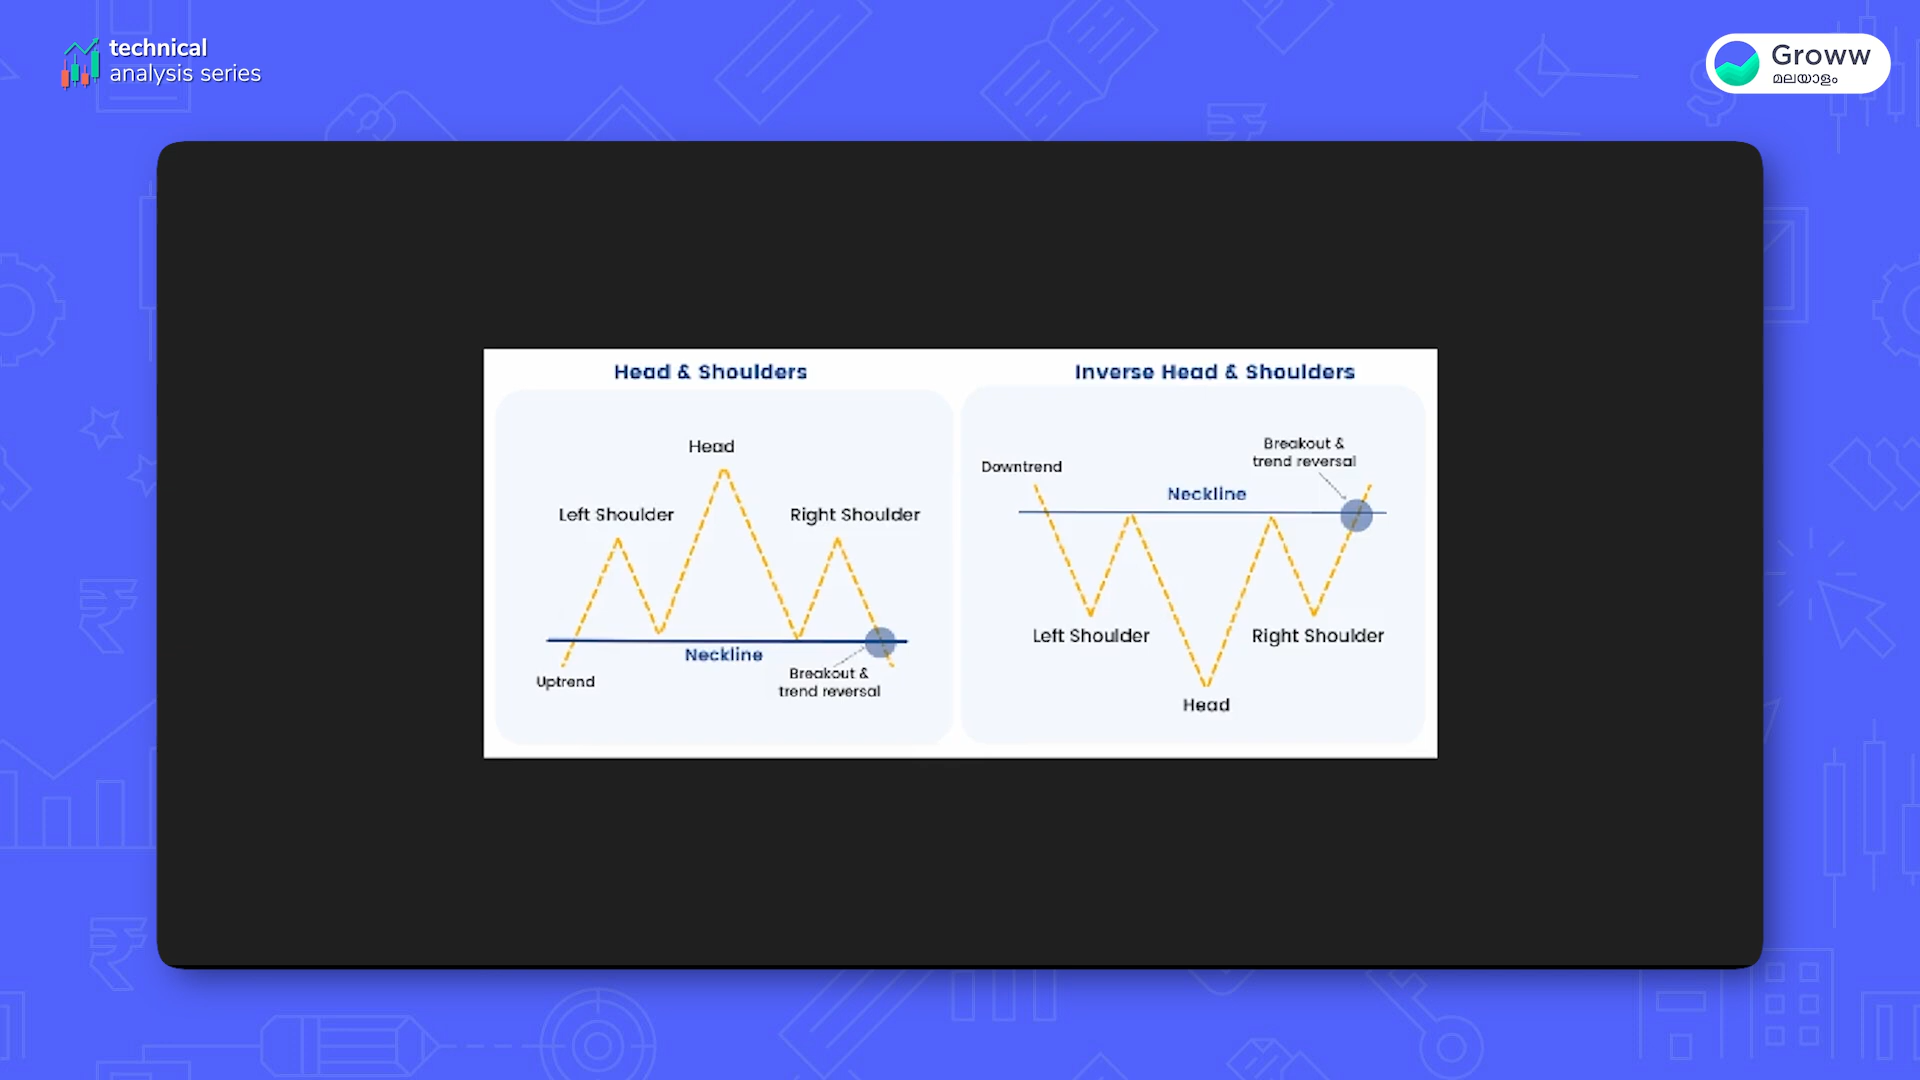 technical
analysis series
Groww
മലയാളം
Head & Shoulders
Head
Left Shoulder
Right Shoulder
Neckline
Uptrend
Breakout &
trend reversal
Inverse Head & Shoulders
Downtrend
Breakout &
trend reversal
Neckline
Left Shoulder
Right Shoulder
Head